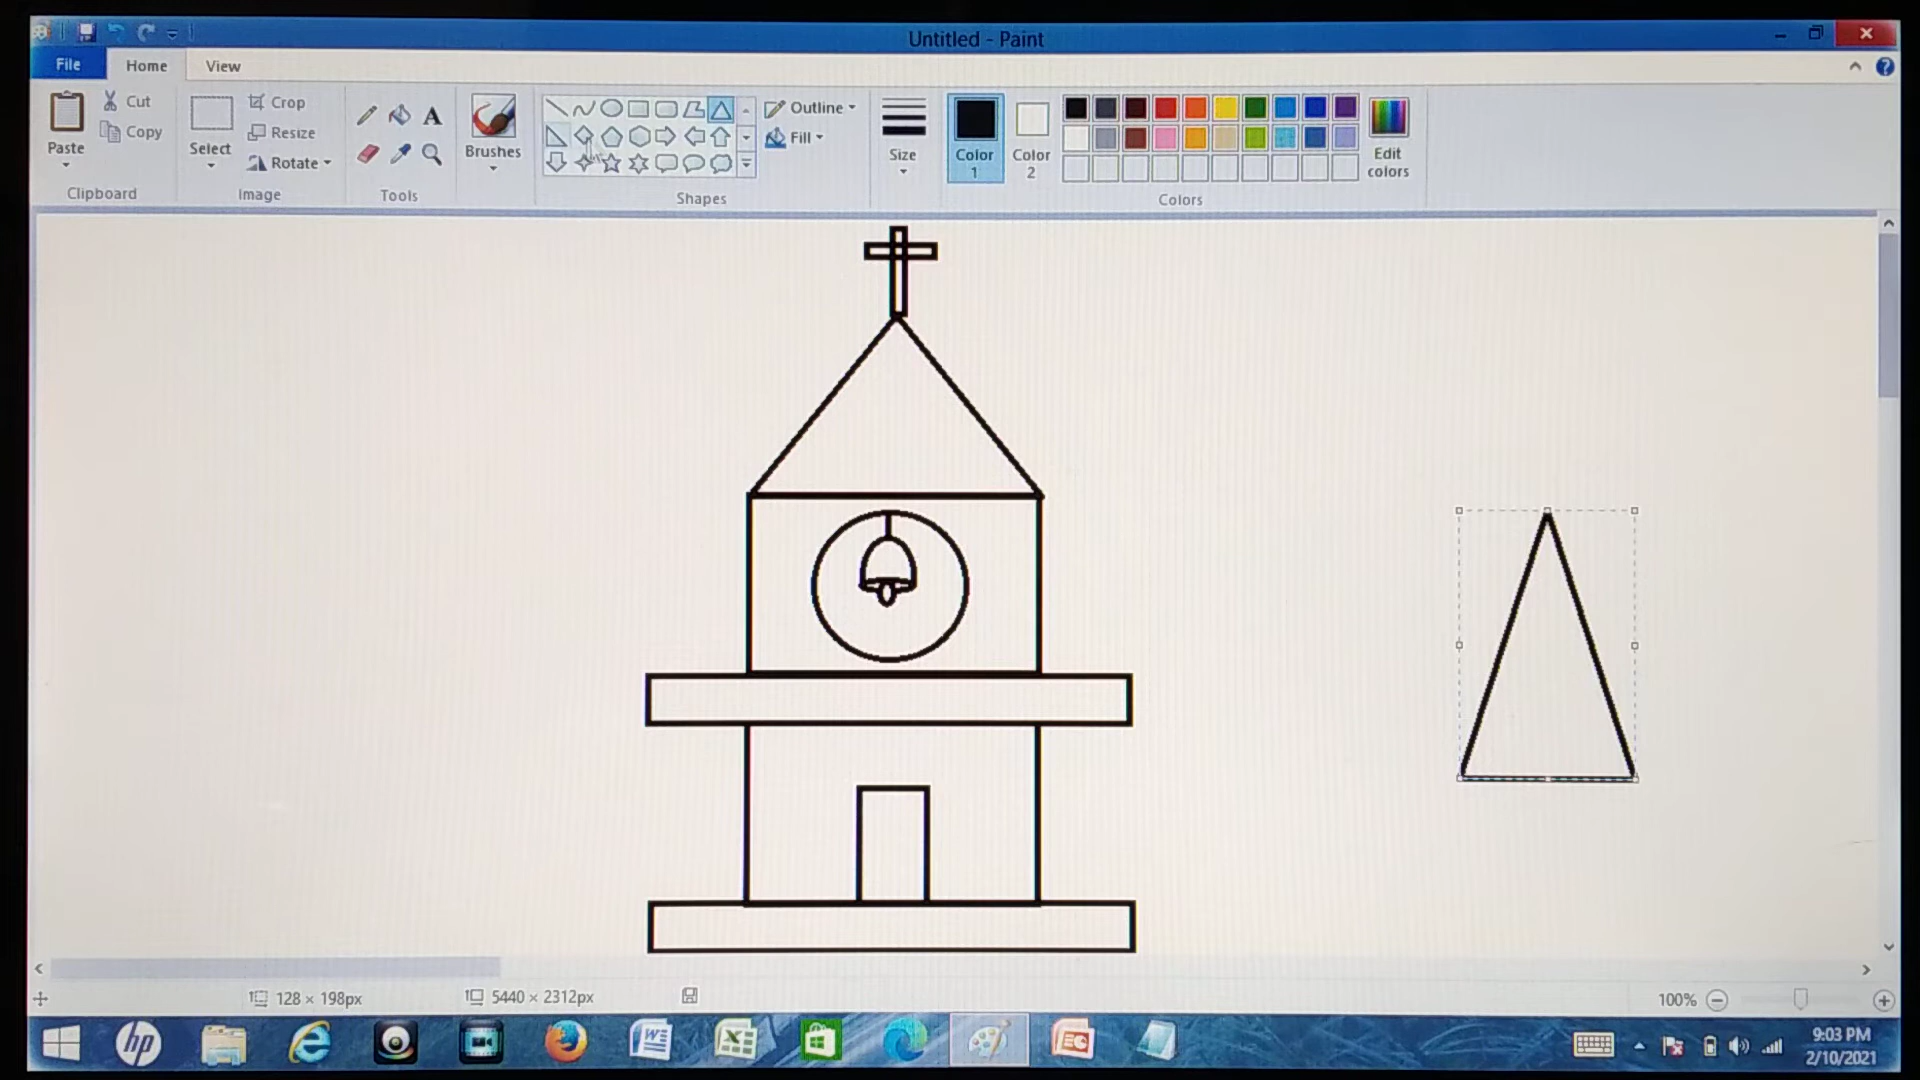 Untitled - Paint
File Home View
Paste
Cut
Copy
Clipboard
Select
Crop
Resize
Rotate
Image
A
Tools
Brushes
Outline
Fill
Shapes
Size
Color
1
Color
2
Edit
colors
Colors
128 × 198px
5440 × 2312px
100%
hp
9:03 PM
2/10/2021